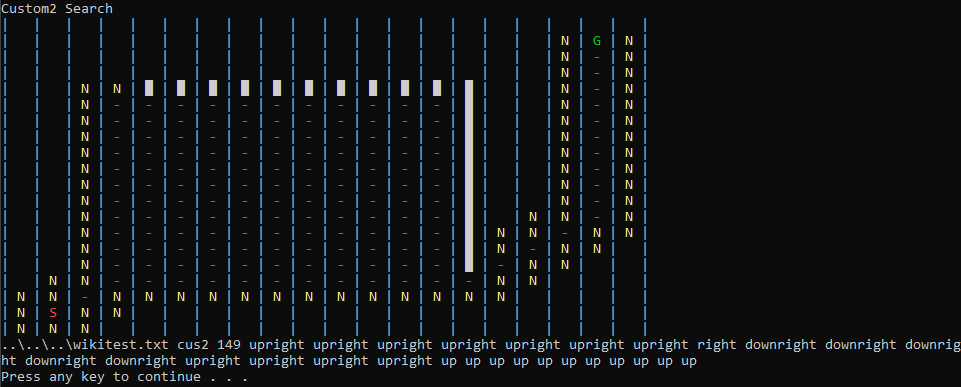 Custom2 Search
| | | | | | | | | | | | | | | | | | | | |
| | | | | | | | | | | | | | | | | | N | G | N |
| | | | | | | | | | | | | | | | | | N | - | N |
| | | | | | | | | | | | | | | | | | N | - | N |
| | | N | N | █ | █ | █ | █ | █ | █ | █ | █ | █ | █ | █ | | | N | - | N |
| | | N | - | - | - | - | - | - | - | - | - | - | - | █ | | | N | - | N |
| | | N | - | - | - | - | - | - | - | - | - | - | - | █ | | | N | - | N |
| | | N | - | - | - | - | - | - | - | - | - | - | - | █ | | | N | - | N |
| | | N | - | - | - | - | - | - | - | - | - | - | - | █ | | | N | - | N |
| | | N | - | - | - | - | - | - | - | - | - | - | - | █ | | | N | - | N |
| | | N | - | - | - | - | - | - | - | - | - | - | - | █ | | | N | - | N |
| | | N | - | - | - | - | - | - | - | - | - | - | - | █ | | | N | - | N |
| | | N | - | - | - | - | - | - | - | - | - | - | - | █ | | N | N | - | N |
| | | N | - | - | - | - | - | - | - | - | - | - | - | █ | N | N | - | N | N |
| | | N | - | - | - | - | - | - | - | - | - | - | - | █ | N | - | N | N | |
| | | N | - | - | - | - | - | - | - | - | - | - | - | █ | - | N | N | | |
| | N | N | - | - | - | - | - | - | - | - | - | - | - | - | N | N | | | |
| N | N | - | N | N | N | N | N | N | N | N | N | N | N | N | N | | | | |
| N | S | N | N | | | | | | | | | | | | | | | | |
| N | N | N | | | | | | | | | | | | | | | | | |
..\..\..\wikitest.txt cus2 149 upright upright upright upright upright upright upright right downright downright downrig
ht downright downright upright upright upright upright up up up up up up up up up up up
Press any key to continue . . .